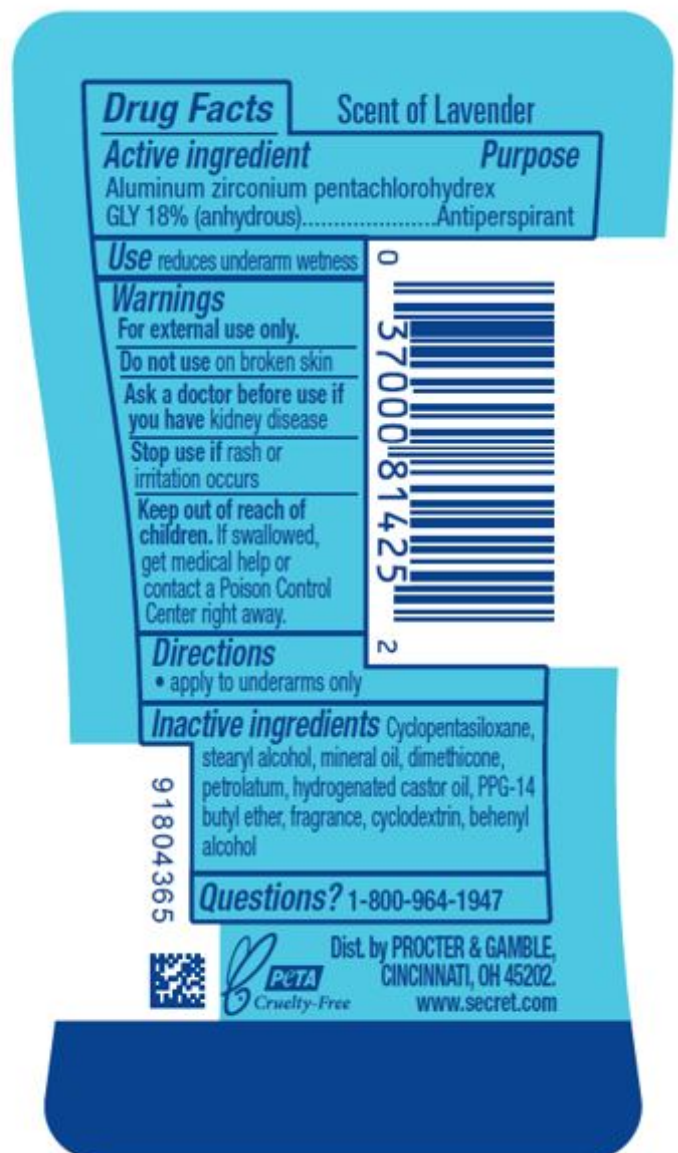 Drug Facts
Scent of Lavender
Active ingredient Purpose
Aluminum zirconium pentachlorohydrex
GLY 18% (anhydrous)......................Antiperspirant
Use reduces underarm wetness
Warnings
For external use only.
Do not use on broken skin
Ask a doctor before use if
you have kidney disease
Stop use if rash or
irritation occurs
Keep out of reach of
children. If swallowed,
get medical help or
contact a Poison Control
Center right away.
0 37000 81425 2
Directions
• apply to underarms only
Inactive ingredients Cyclopentasiloxane,
stearyl alcohol, mineral oil, dimethicone,
petrolatum, hydrogenated castor oil, PPG-14
butyl ether, fragrance, cyclodextrin, behenyl
alcohol
91804365
Questions? 1-800-964-1947
PETA
Cruelty-Free
Dist. by PROCTER & GAMBLE,
CINCINNATI, OH 45202.
www.secret.com